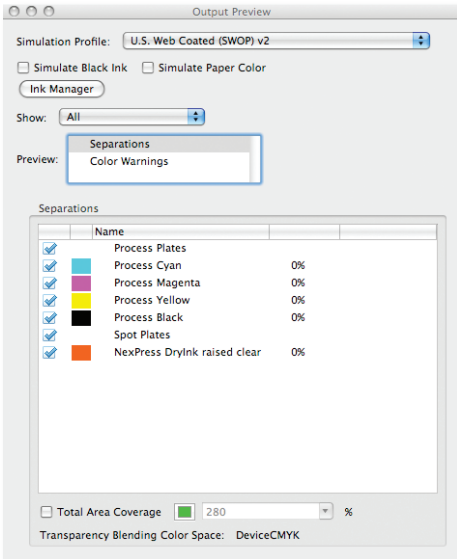 Output Preview
Simulation Profile: U.S. Web Coated (SWOP) v2
Simulate Black Ink Simulate Paper Color
Ink Manager
Show: All
Preview: Separations
Color Warnings
Separations
Name
Process Plates
Process Cyan 0%
Process Magenta 0%
Process Yellow 0%
Process Black 0%
Spot Plates
NexPress DryInk raised clear 0%
Total Area Coverage 280 %
Transparency Blending Color Space: DeviceCMYK